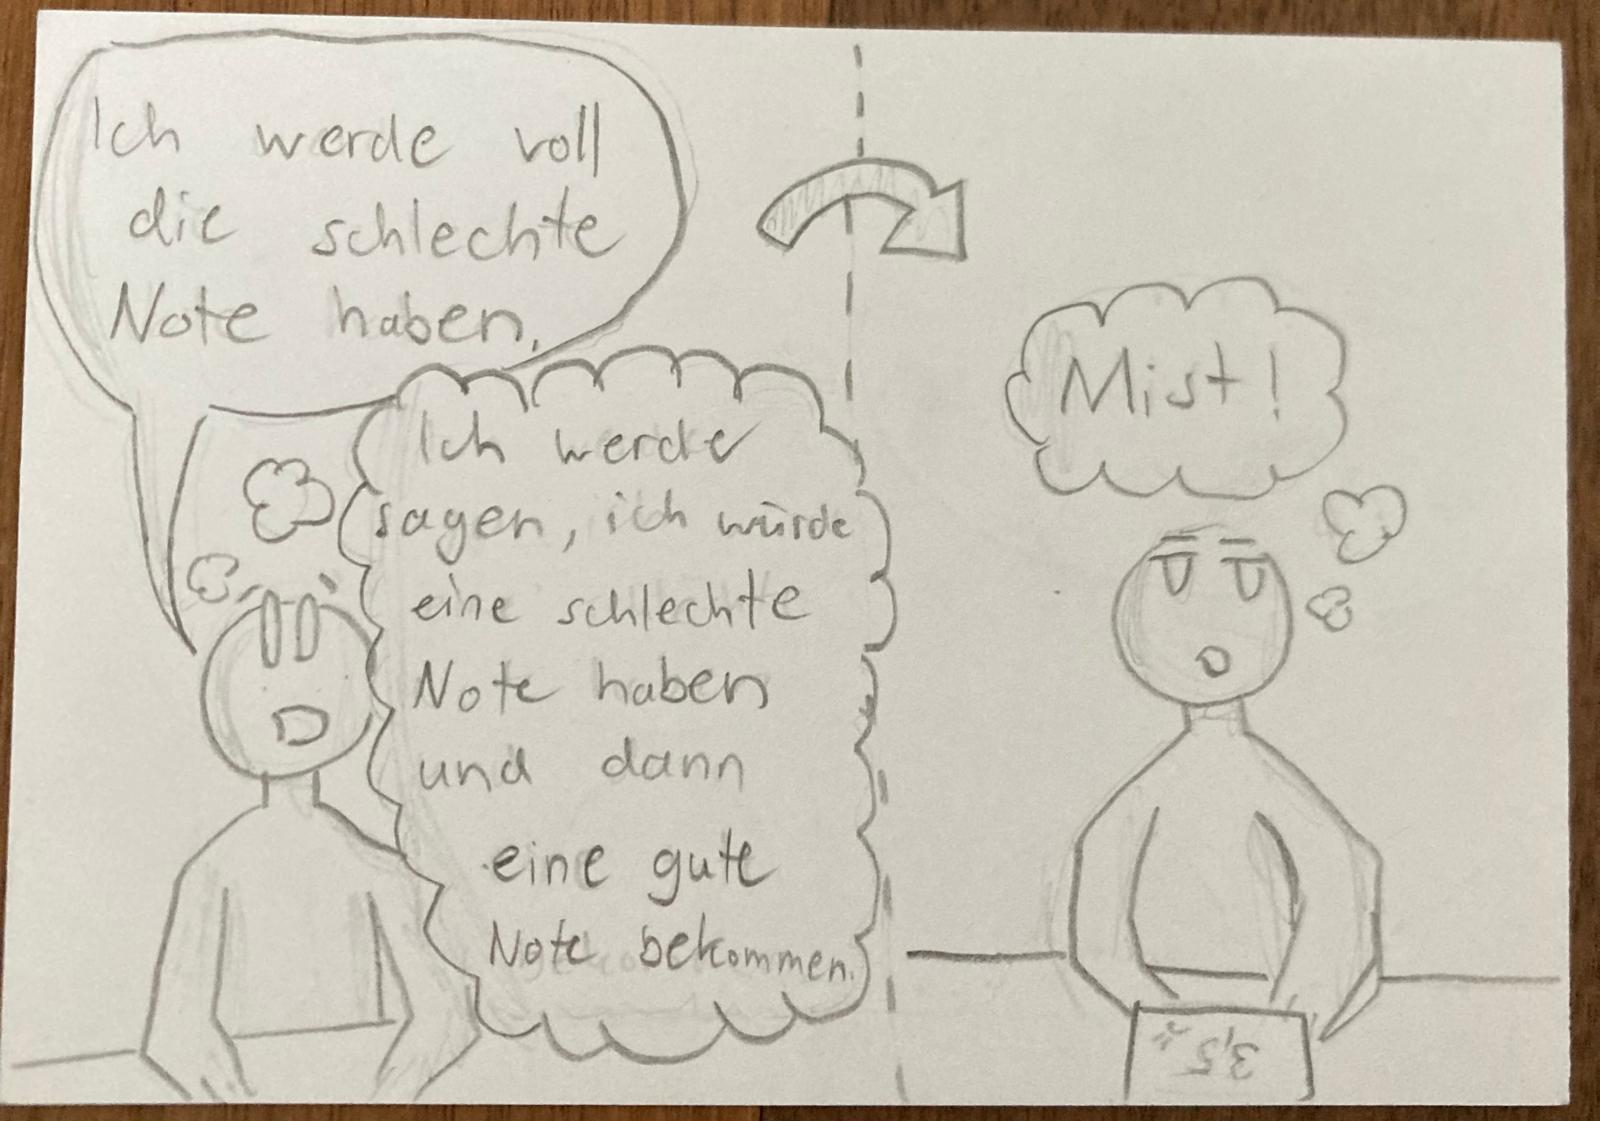 Ich werde voll
die schlechte
Note haben.
Ich werde
sagen, ich würde
eine schlechte
Note haben
und dann
eine gute
Note bekommen.
Mist!
3,5